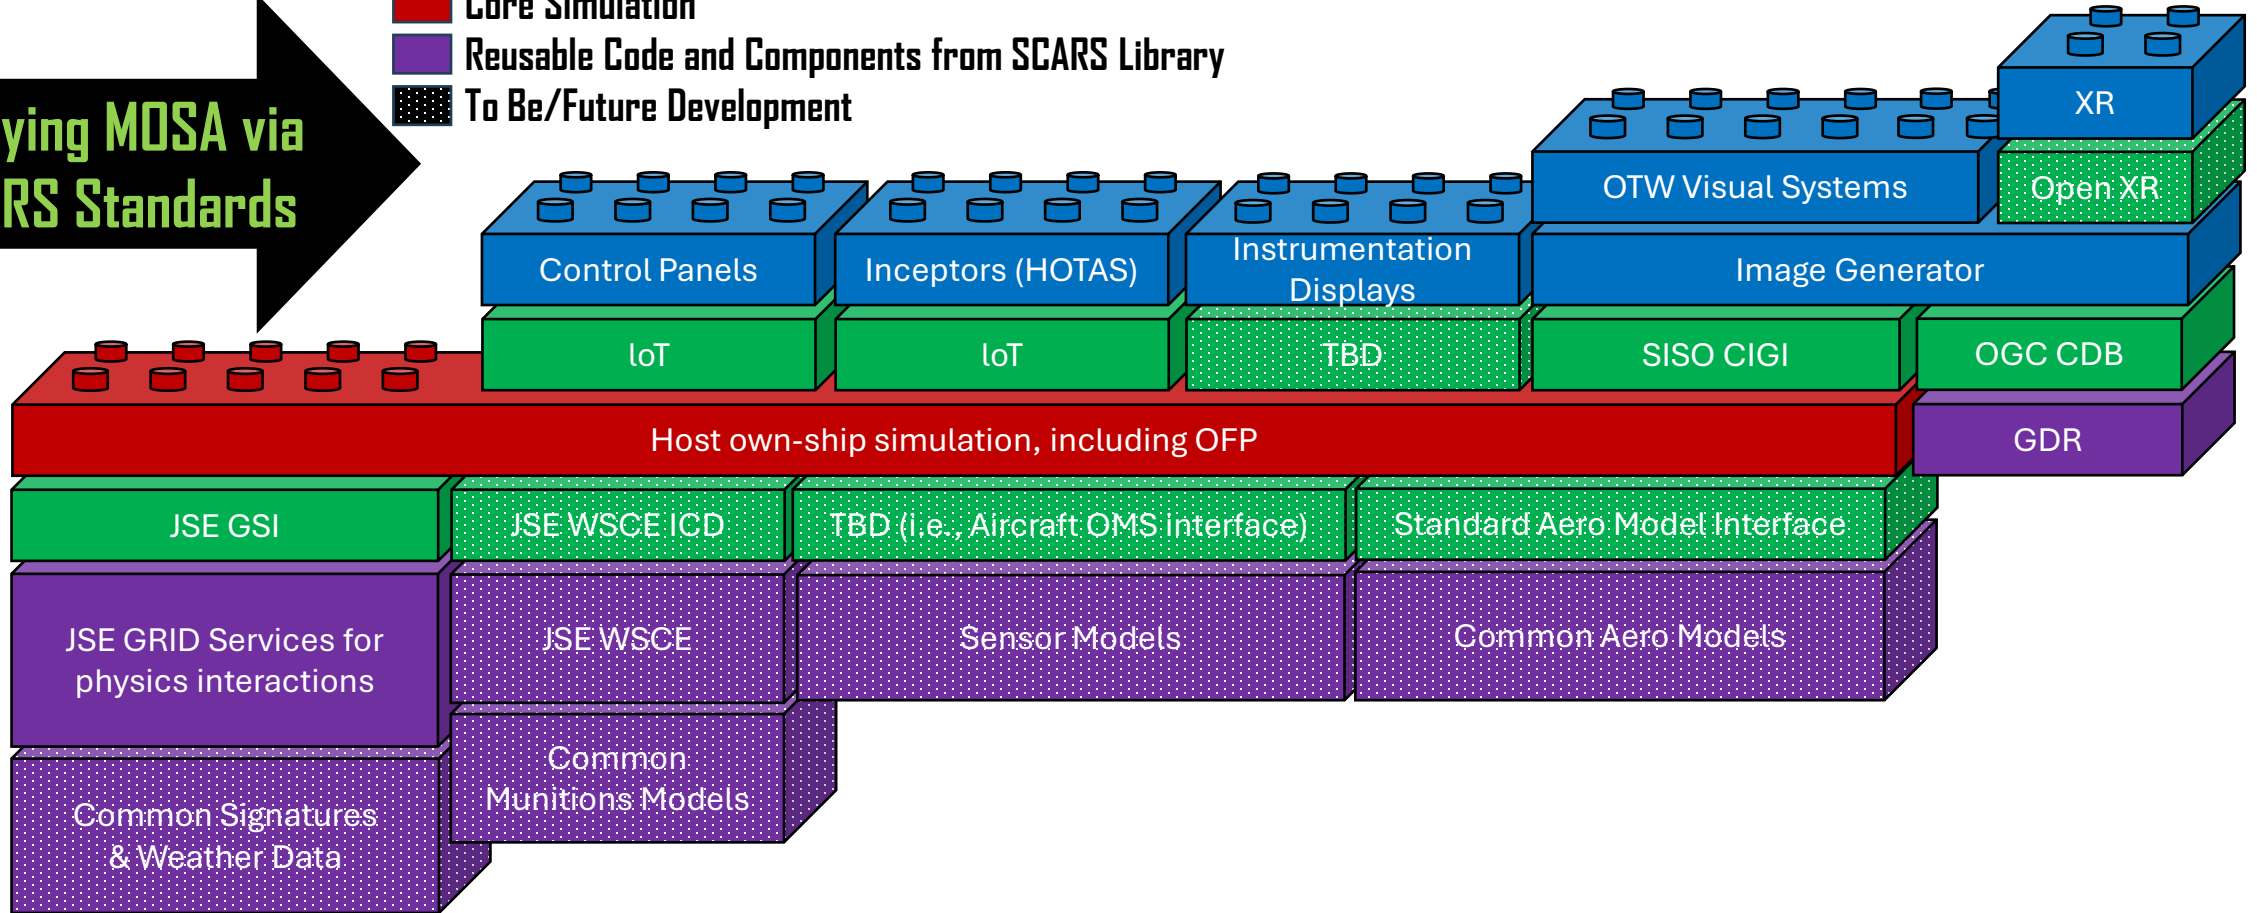 Core Simulation
Reusable Code and Components from SCARS Library
To Be/Future Development
ying MOSA via
RS Standards
XR
Open XR
OTW Visual Systems
Control Panels
Inceptors (HOTAS)
Instrumentation
Displays
Image Generator
loT
loT
TBD
SISO CIGI
OGC CDB
Host own-ship simulation, including OFP
GDR
JSE GSI
JSE WSCE ICD
TBD (i.e., Aircraft OMS interface)
Standard Aero Model Interface
JSE GRID Services for
physics interactions
JSE WSCE
Sensor Models
Common Aero Models
Common
Munitions Models
Common Signatures
& Weather Data